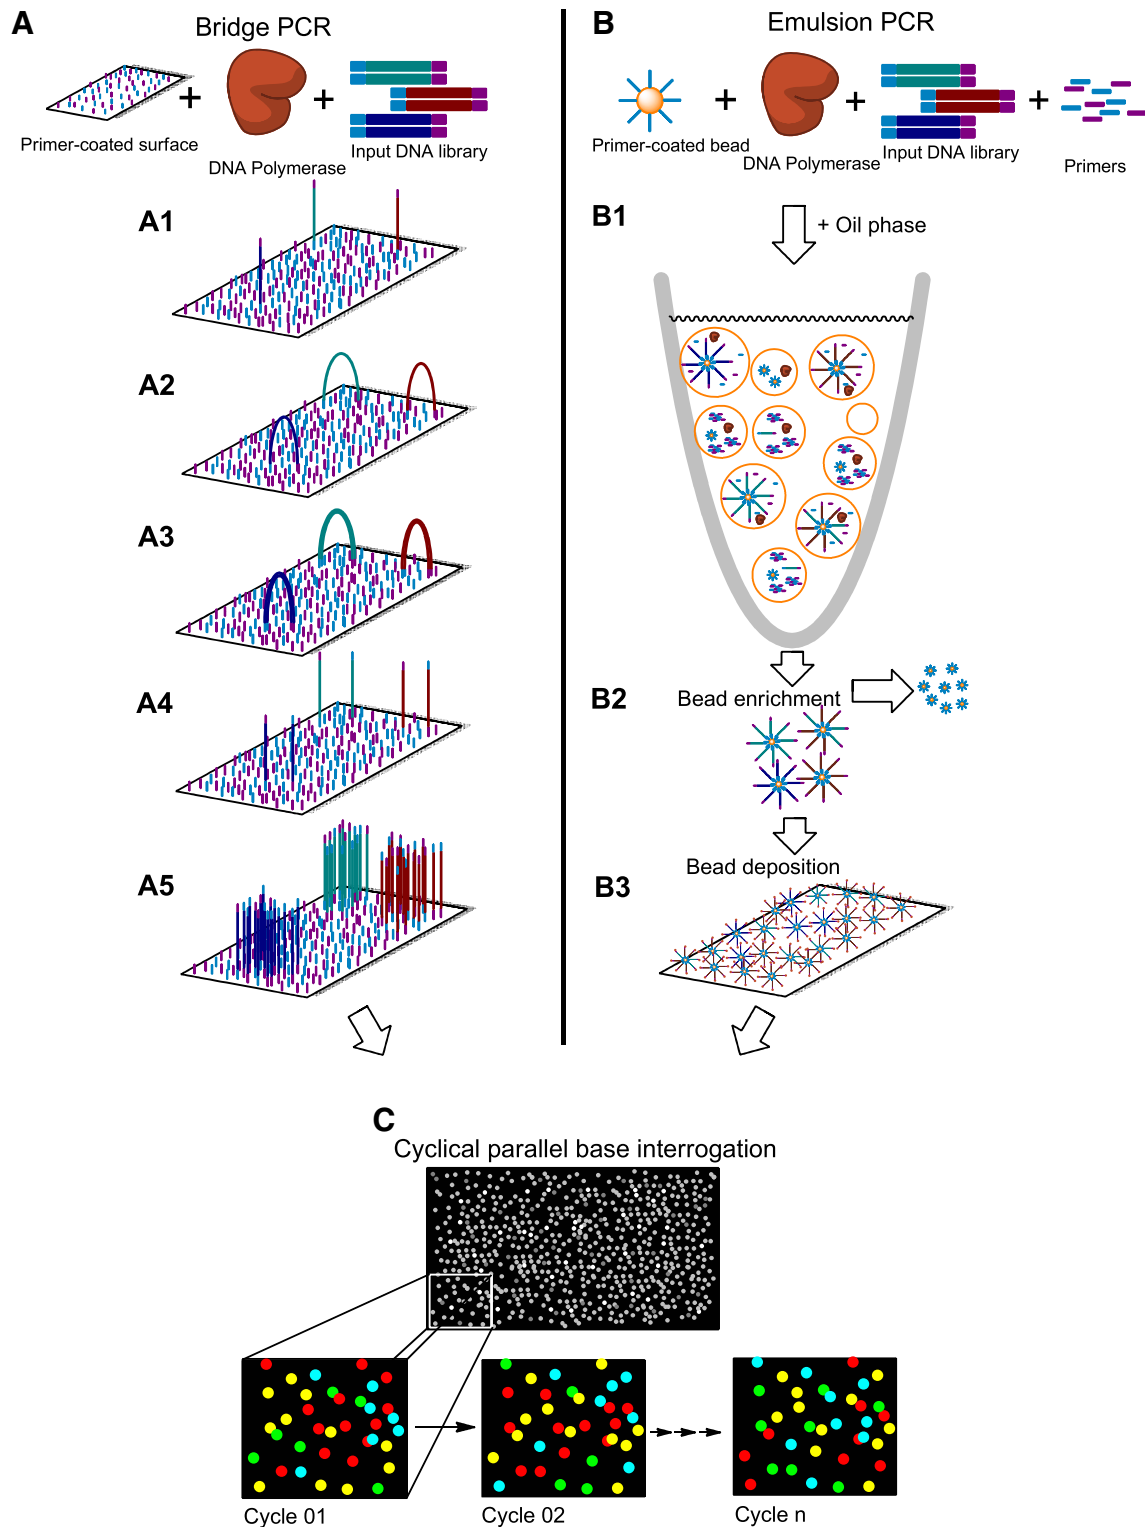 A
Bridge PCR
+
+
Primer-coated surface
DNA Polymerase
Input DNA library
A1
A2
A3
A4
A5
B
Emulsion PCR
+
+
+
Primer-coated bead
DNA Polymerase
Input DNA library
Primers
B1
+ Oil phase
B2
Bead enrichment
Bead deposition
B3
C
Cyclical parallel base interrogation
Cycle 01
Cycle 02
Cycle n